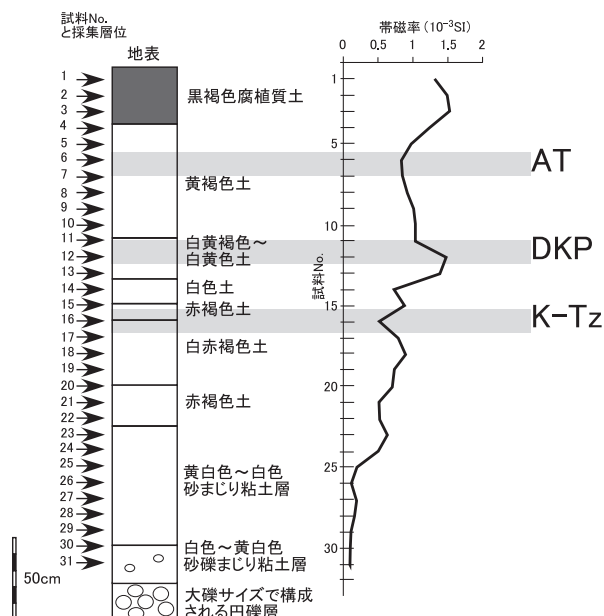 試料No.
と採集層位
地表
1
2
3
4
5
6
7
8
9
10
11
12
13
14
15
16
17
18
19
20
21
22
23
24
25
26
27
28
29
30
31
黒褐色腐植質土
黄褐色土
白黄褐色～
白黄色土
白色土
赤褐色土
白赤褐色土
赤褐色土
黄白色～白色
砂まじり粘土層
白色～黄白色
砂礫まじり粘土層
大礫サイズで構成
される円礫層
50cm
帯磁率(10⁻³SI)
0
0.5
1
1.5
2
試料No.
1
5
10
15
20
25
30
AT
DKP
K-Tz